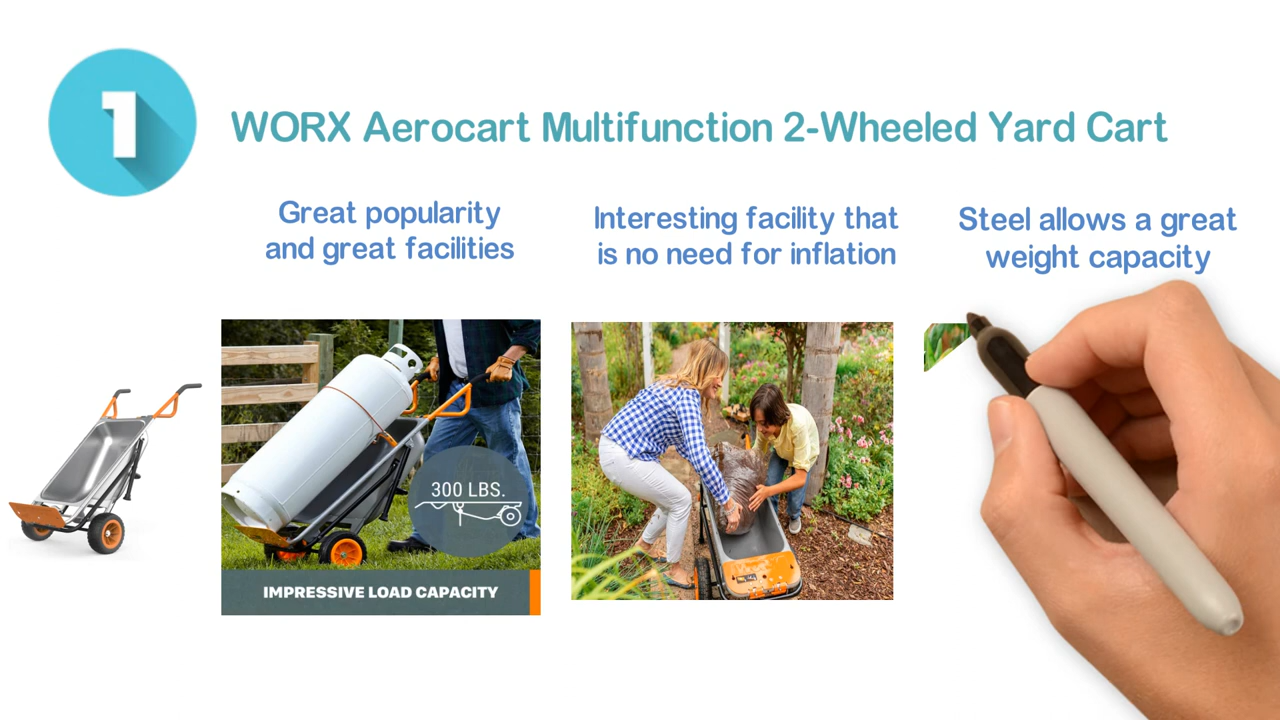 1
WORX Aerocart Multifunction 2-Wheeled Yard Cart
Great popularity
and great facilities
Interesting facility that
is no need for inflation
Steel allows a great
weight capacity
300 LBS.
IMPRESSIVE LOAD CAPACITY